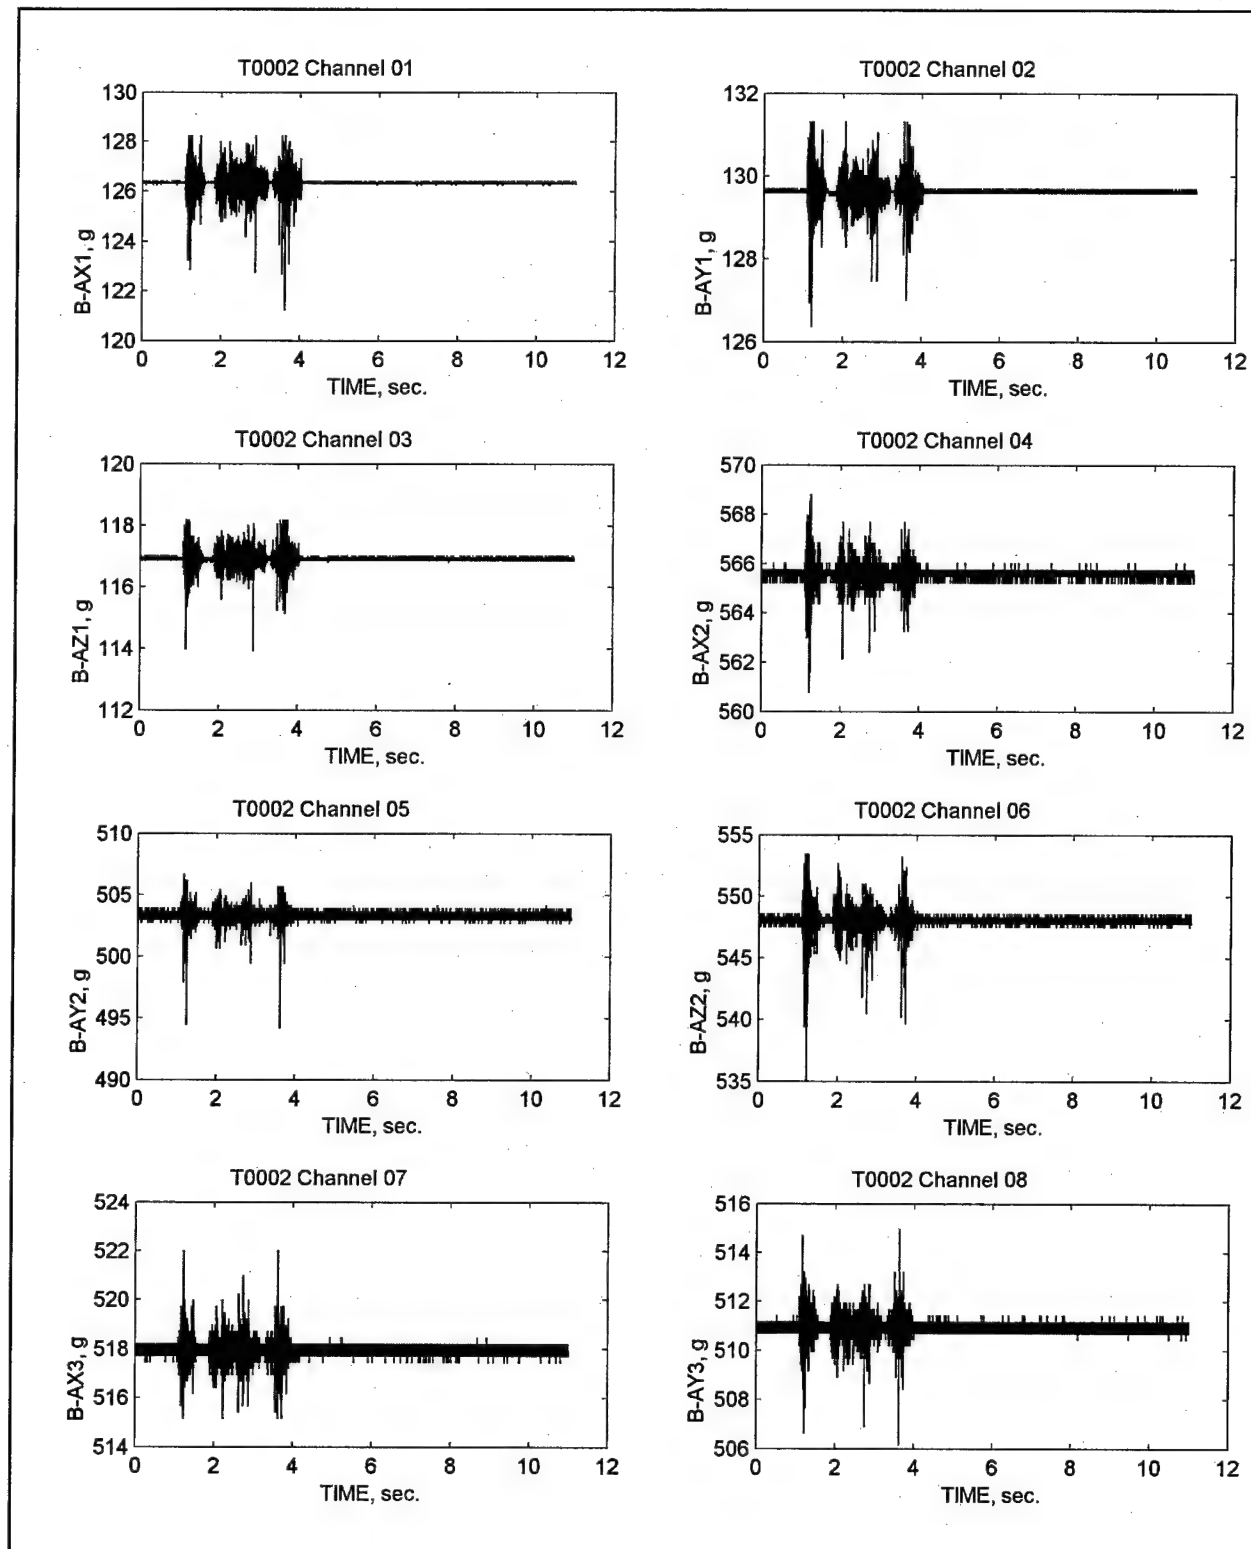 T0002 Channel 01
130
128
126
124
122
120
B-AX1, g
0 2 4 6 8 10 12
TIME, sec.
T0002 Channel 02
132
130
128
126
B-AY1, g
0 2 4 6 8 10 12
TIME, sec.
T0002 Channel 03
120
118
116
114
112
B-AZ1, g
0 2 4 6 8 10 12
TIME, sec.
T0002 Channel 04
570
568
566
564
562
560
B-AX2, g
0 2 4 6 8 10 12
TIME, sec.
T0002 Channel 05
510
505
500
495
490
B-AY2, g
0 2 4 6 8 10 12
TIME, sec.
T0002 Channel 06
555
550
545
540
535
B-AZ2, g
0 2 4 6 8 10 12
TIME, sec.
T0002 Channel 07
524
522
520
518
516
514
B-AX3, g
0 2 4 6 8 10 12
TIME, sec.
T0002 Channel 08
516
514
512
510
508
506
B-AY3, g
0 2 4 6 8 10 12
TIME, sec.